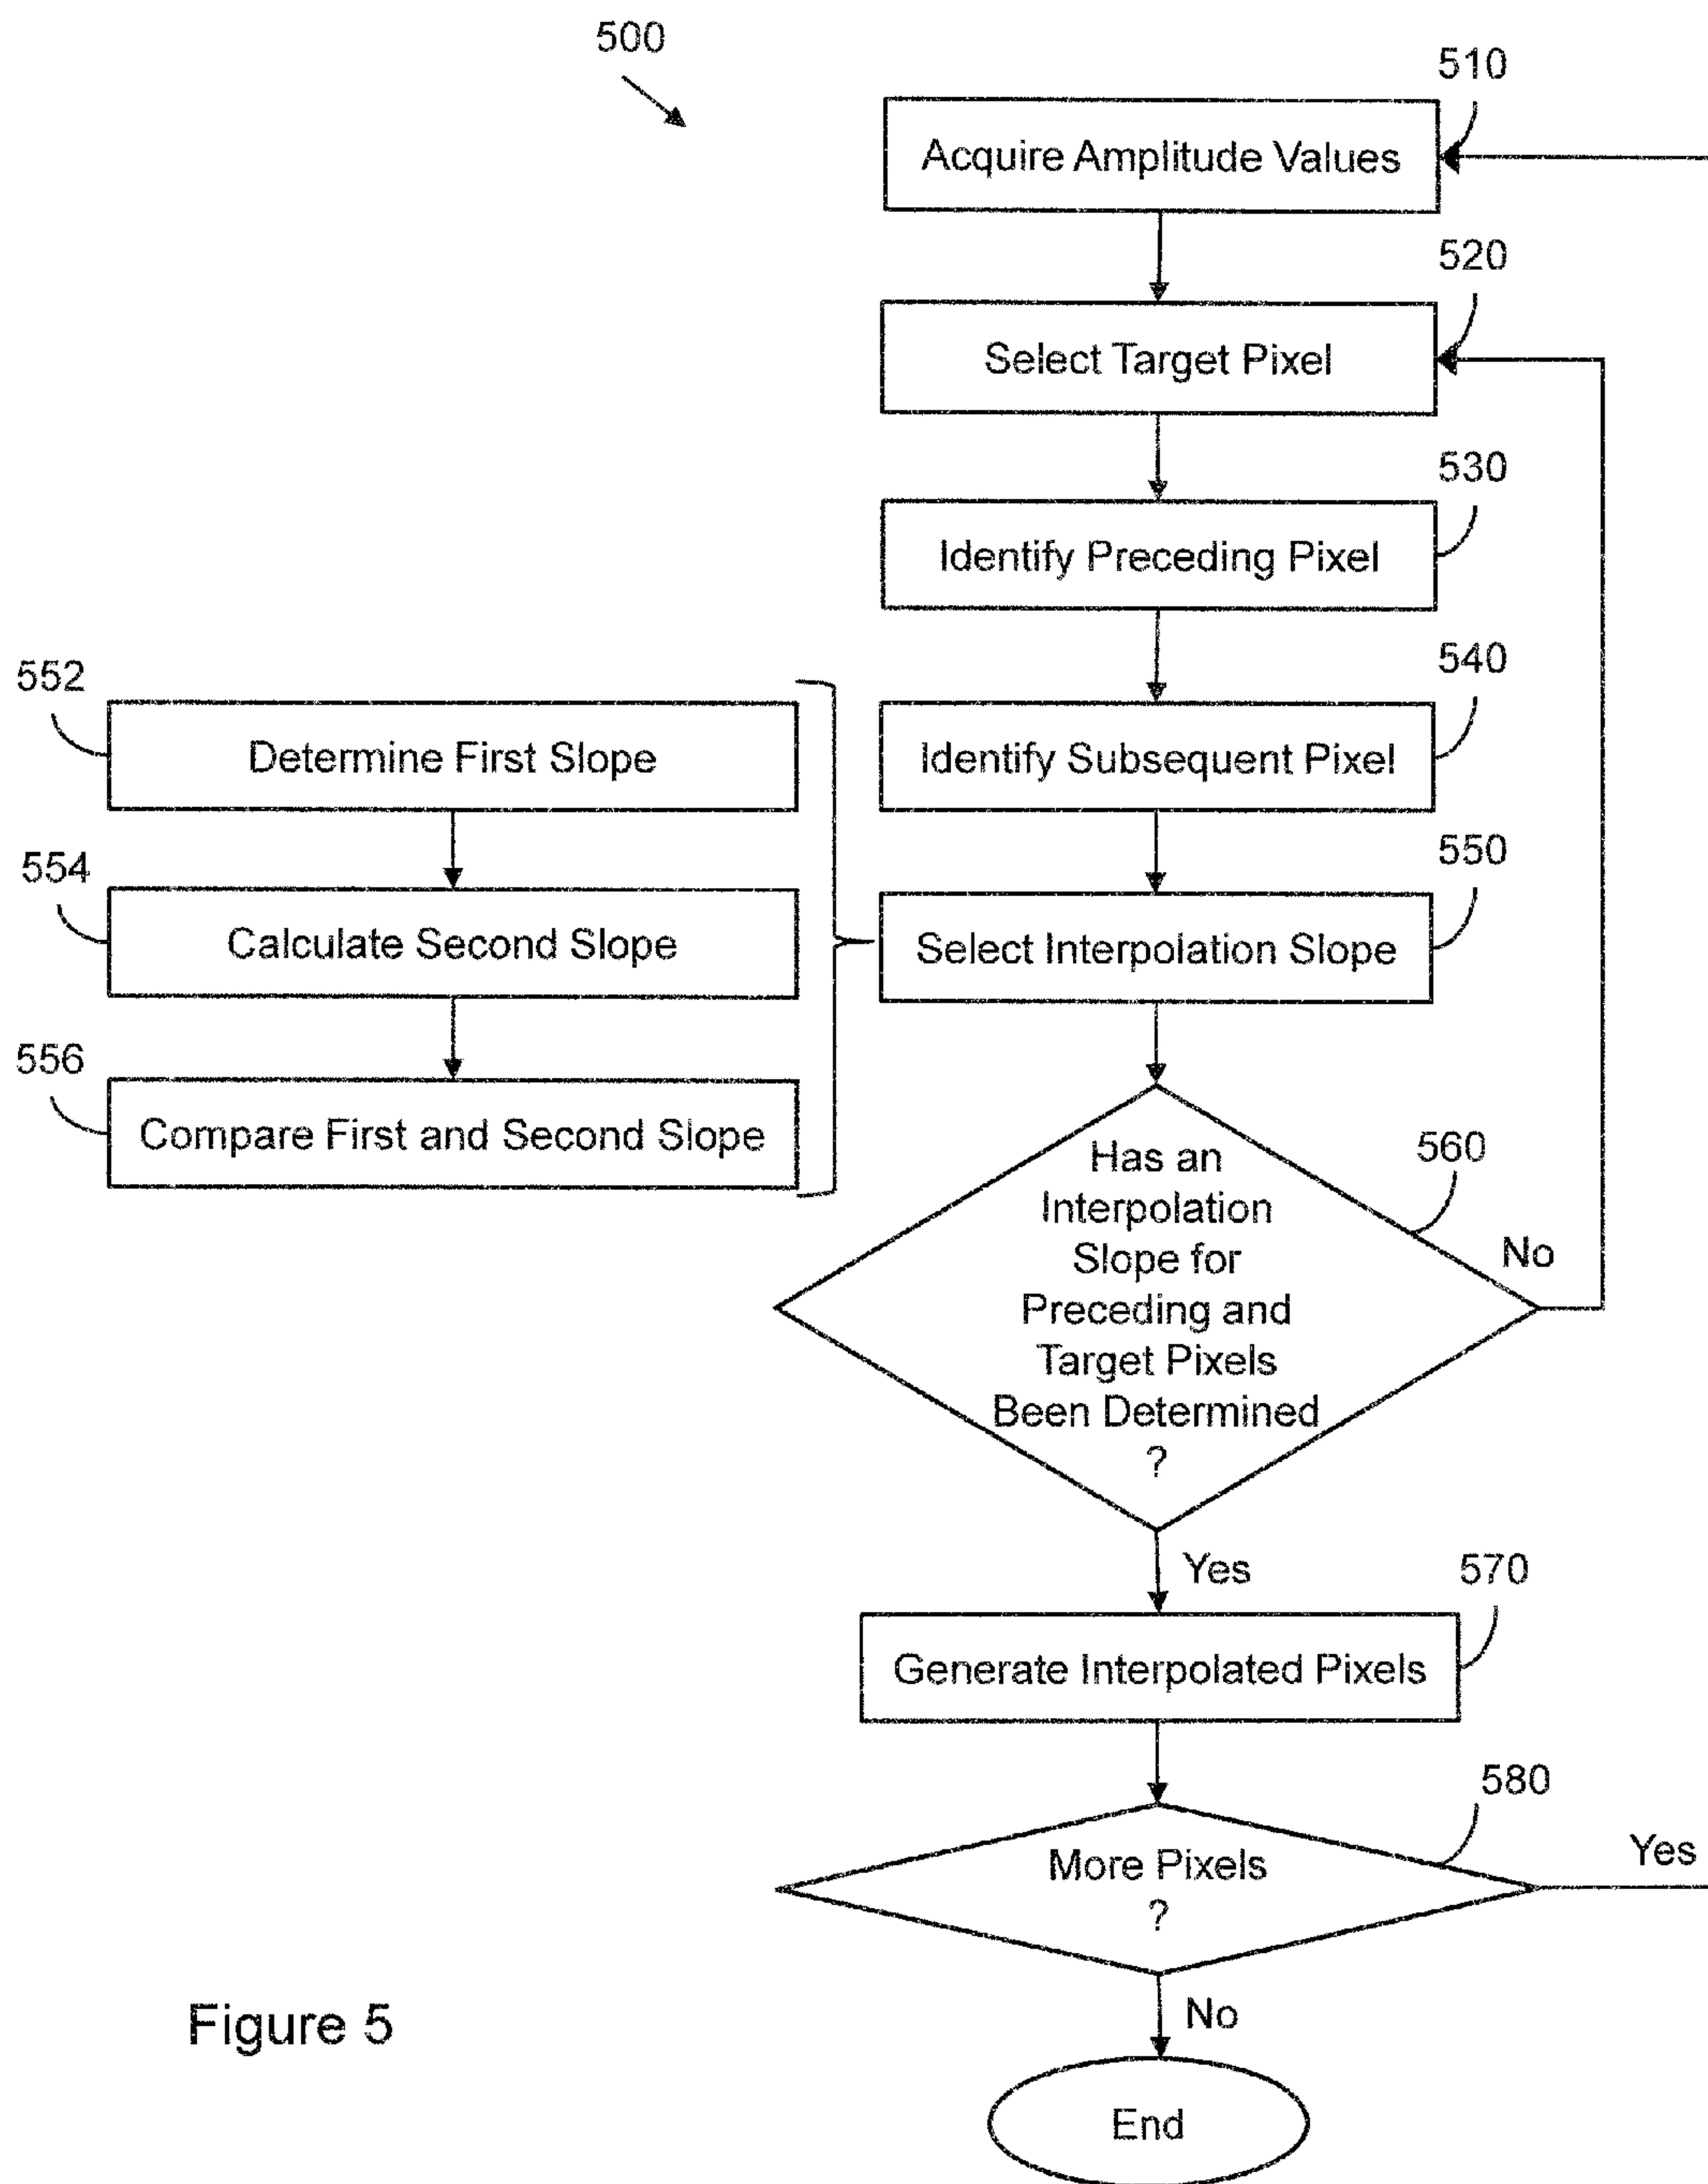 500
510
Acquire Amplitude Values
520
Select Target Pixel
530
Identify Preceding Pixel
540
Identify Subsequent Pixel
550
Select Interpolation Slope
552
Determine First Slope
554
Calculate Second Slope
556
Compare First and Second Slope
560
Has an
Interpolation
Slope for
Preceding and
Target Pixels
Been Determined
?
No
Yes
570
Generate Interpolated Pixels
580
More Pixels
?
Yes
No
End
Figure 5